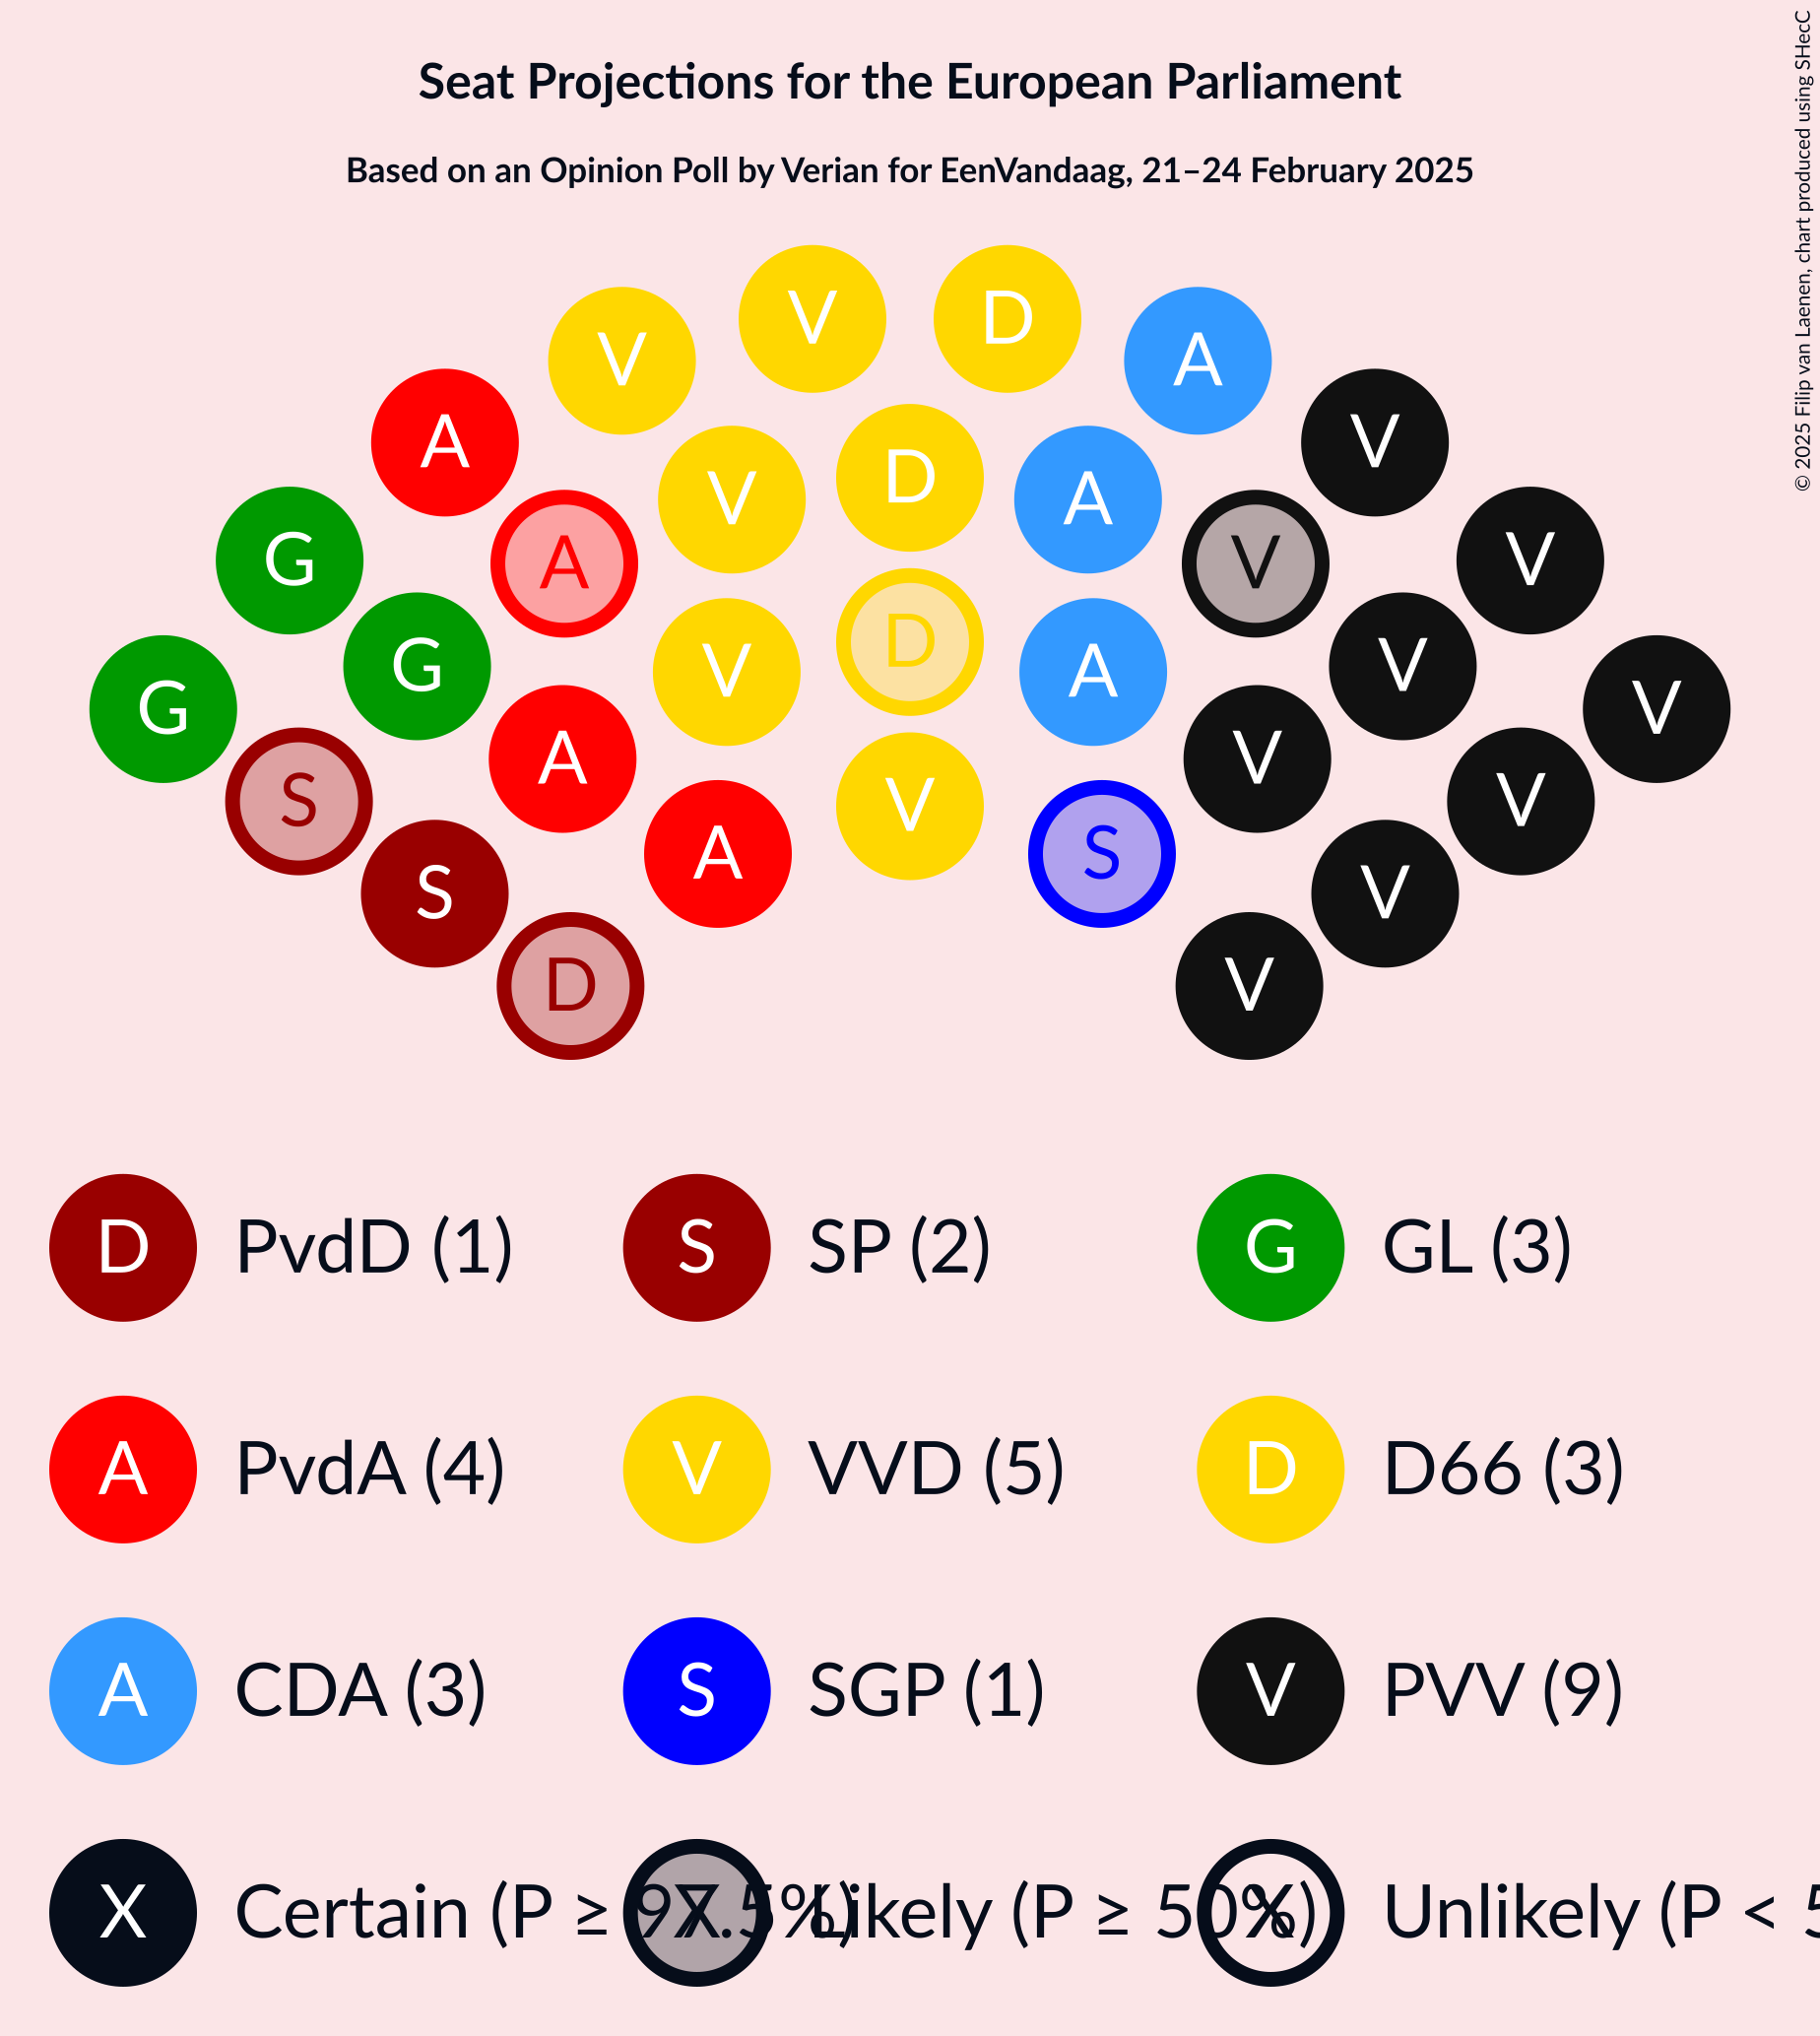 Seat Projections for the European Parliament
Based on an Opinion Poll by Verian for EenVandaag, 21–24 February 2025
© 2025 Filip van Laenen, chart produced using SHecC
V V D A
A V V
V D A
G A V V
G V D A V
G A V V
S V V
A S
S V
D V
D PvdD (1) S SP (2) G GL (3)
A PvdA (4) V VVD (5) D D66 (3)
A CDA (3) S SGP (1) V PVV (9)
X Certain (P ≥ 97.5%) X Likely (P ≥ 50%) X Unlikely (P < 5